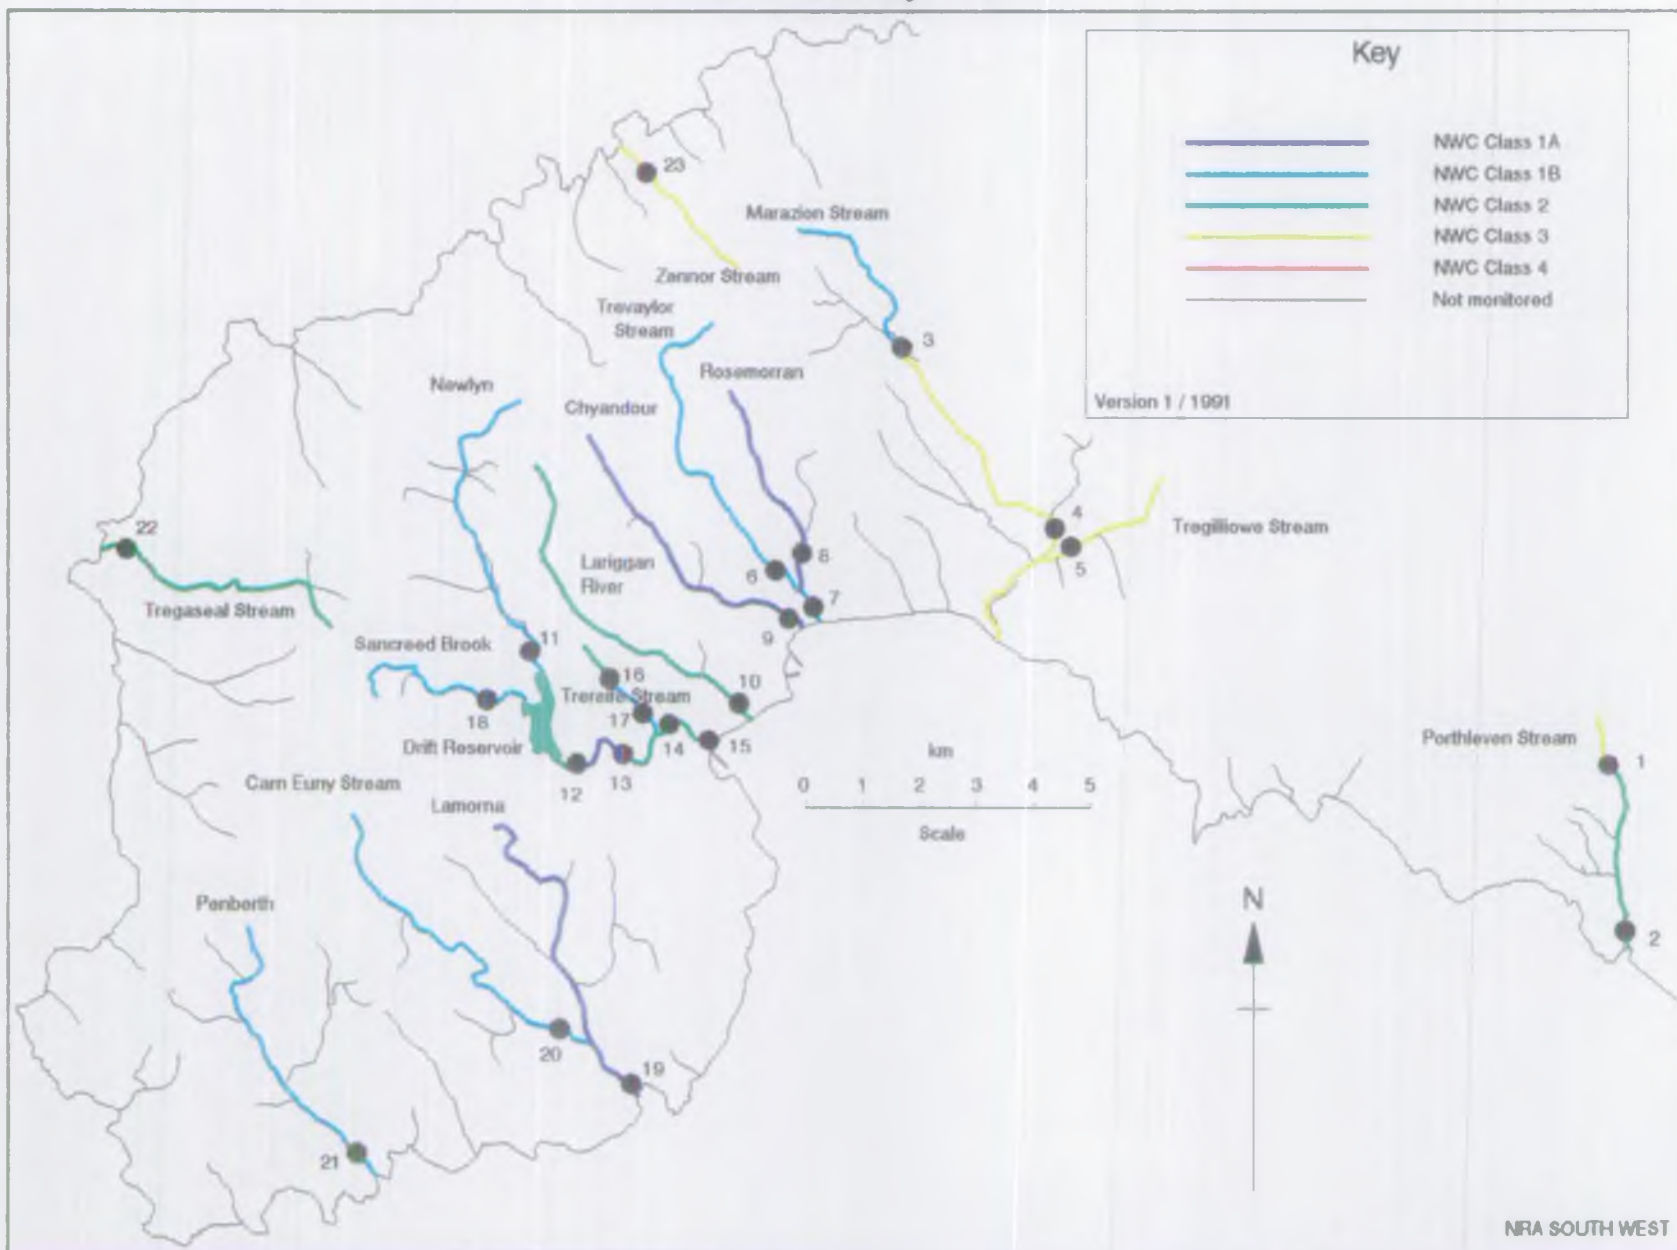 Key
NWC Class 1A
NWC Class 1B
NWC Class 2
NWC Class 3
NWC Class 4
Not monitored
Version 1 / 1991
23
Marazion Stream
Zennor Stream
Trevaylor
Stream
3
Rosemorran
Newlyn
Chyandour
22
4
Tregilliowe Stream
8
5
Lariggan
River
6
7
Tregaseal Stream
9
11
Sancreed Brook
16
10
Trereife Stream
18
17
14
15
Drift Reservoir
13
12
Porthleven Stream
1
km
0 1 2 3 4 5
Scale
Carn Euny Stream
Lamorna
Penberth
N
2
20
19
21
NRA SOUTH WEST